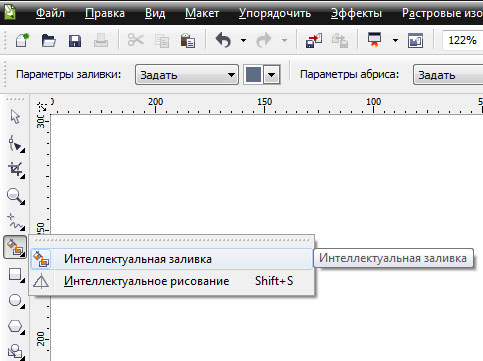 Файл Правка Вид Макет Упорядочить Эффекты Растровые изо
122%
Параметры заливки: Задать Параметры абриса: Задать
200 150 100 50
300
Интеллектуальная заливка
Интеллектуальная заливка
Интеллектуальное рисование Shift+S
200